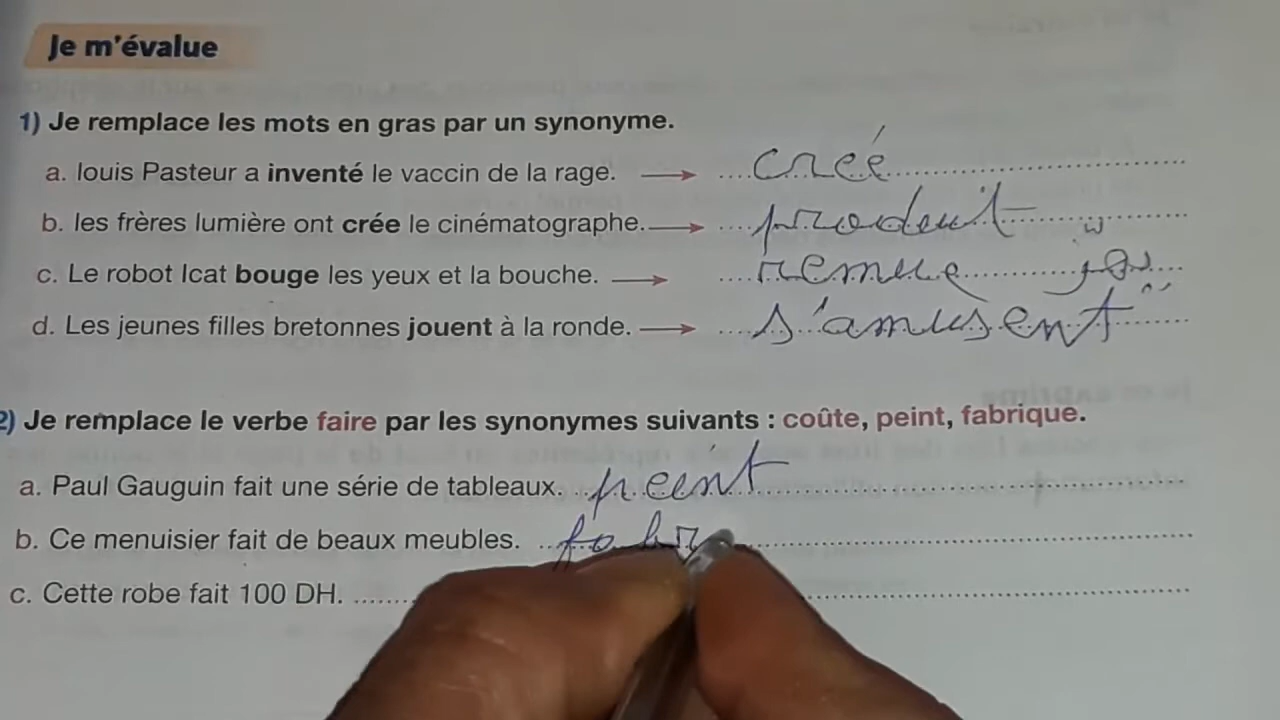 Je m'évalue
1) Je remplace les mots en gras par un synonyme.
a. louis Pasteur a inventé le vaccin de la rage. créé
b. les frères lumière ont crée le cinématographe. produit
c. Le robot Icat bouge les yeux et la bouche. remue
d. Les jeunes filles bretonnes jouent à la ronde. s'amusent
2) Je remplace le verbe faire par les synonymes suivants : coûte, peint, fabrique.
a. Paul Gauguin fait une série de tableaux. peint
b. Ce menuisier fait de beaux meubles. fabr
c. Cette robe fait 100 DH.